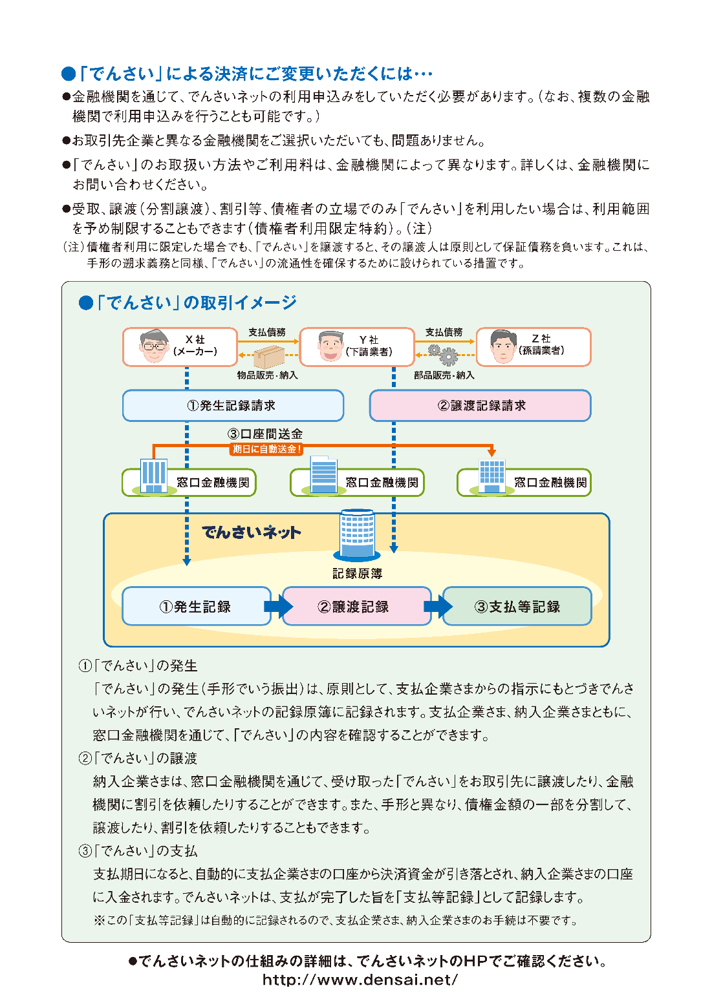 ●「でんさい」による決済にご変更いただくには…
●金融機関を通じて、でんさいネットの利用申込みをしていただく必要があります。（なお、複数の金融
機関で利用申込みを行うことも可能です。）
●お取引先企業と異なる金融機関をご選択いただいても、問題ありません。
●「でんさい」のお取扱い方法やご利用料は、金融機関によって異なります。詳しくは、金融機関に
お問い合わせください。
●受取、譲渡（分割譲渡）、割引等、債権者の立場でのみ「でんさい」を利用したい場合は、利用範囲
を予め制限することもできます（債権者利用限定特約）。（注）
（注）債権者利用に限定した場合でも、「でんさい」を譲渡すると、その譲渡人は原則として保証債務を負います。これは、
手形の遡求義務と同様、「でんさい」の流通性を確保するために設けられている措置です。
●「でんさい」の取引イメージ
X社
（メーカー）
支払債務
物品販売・納入
Y社
（下請業者）
支払債務
部品販売・納入
Z社
（孫請業者）
①発生記録請求
②譲渡記録請求
③口座間送金
期日に自動送金！
窓口金融機関
窓口金融機関
窓口金融機関
でんさいネット
記録原簿
①発生記録
②譲渡記録
③支払等記録
①「でんさい」の発生
「でんさい」の発生（手形でいう振出）は、原則として、支払企業さまからの指示にもとづきでんさ
いネットが行い、でんさいネットの記録原簿に記録されます。支払企業さま、納入企業さまともに、
窓口金融機関を通じて、「でんさい」の内容を確認することができます。
②「でんさい」の譲渡
納入企業さまは、窓口金融機関を通じて、受け取った「でんさい」をお取引先に譲渡したり、金融
機関に割引を依頼したりすることができます。また、手形と異なり、債権金額の一部を分割して、
譲渡したり、割引を依頼したりすることもできます。
③「でんさい」の支払
支払期日になると、自動的に支払企業さまの口座から決済資金が引き落とされ、納入企業さまの口座
に入金されます。でんさいネットは、支払が完了した旨を「支払等記録」として記録します。
※この「支払等記録」は自動的に記録されるので、支払企業さま、納入企業さまのお手続は不要です。
●でんさいネットの仕組みの詳細は、でんさいネットのHPでご確認ください。
http://www.densai.net/